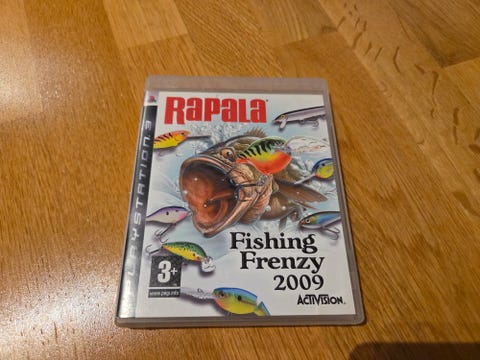 PLAYSTATION 3
RAPALA
Fishing
Frenzy
2009
3+
www.pegi.info
ACTIVISION